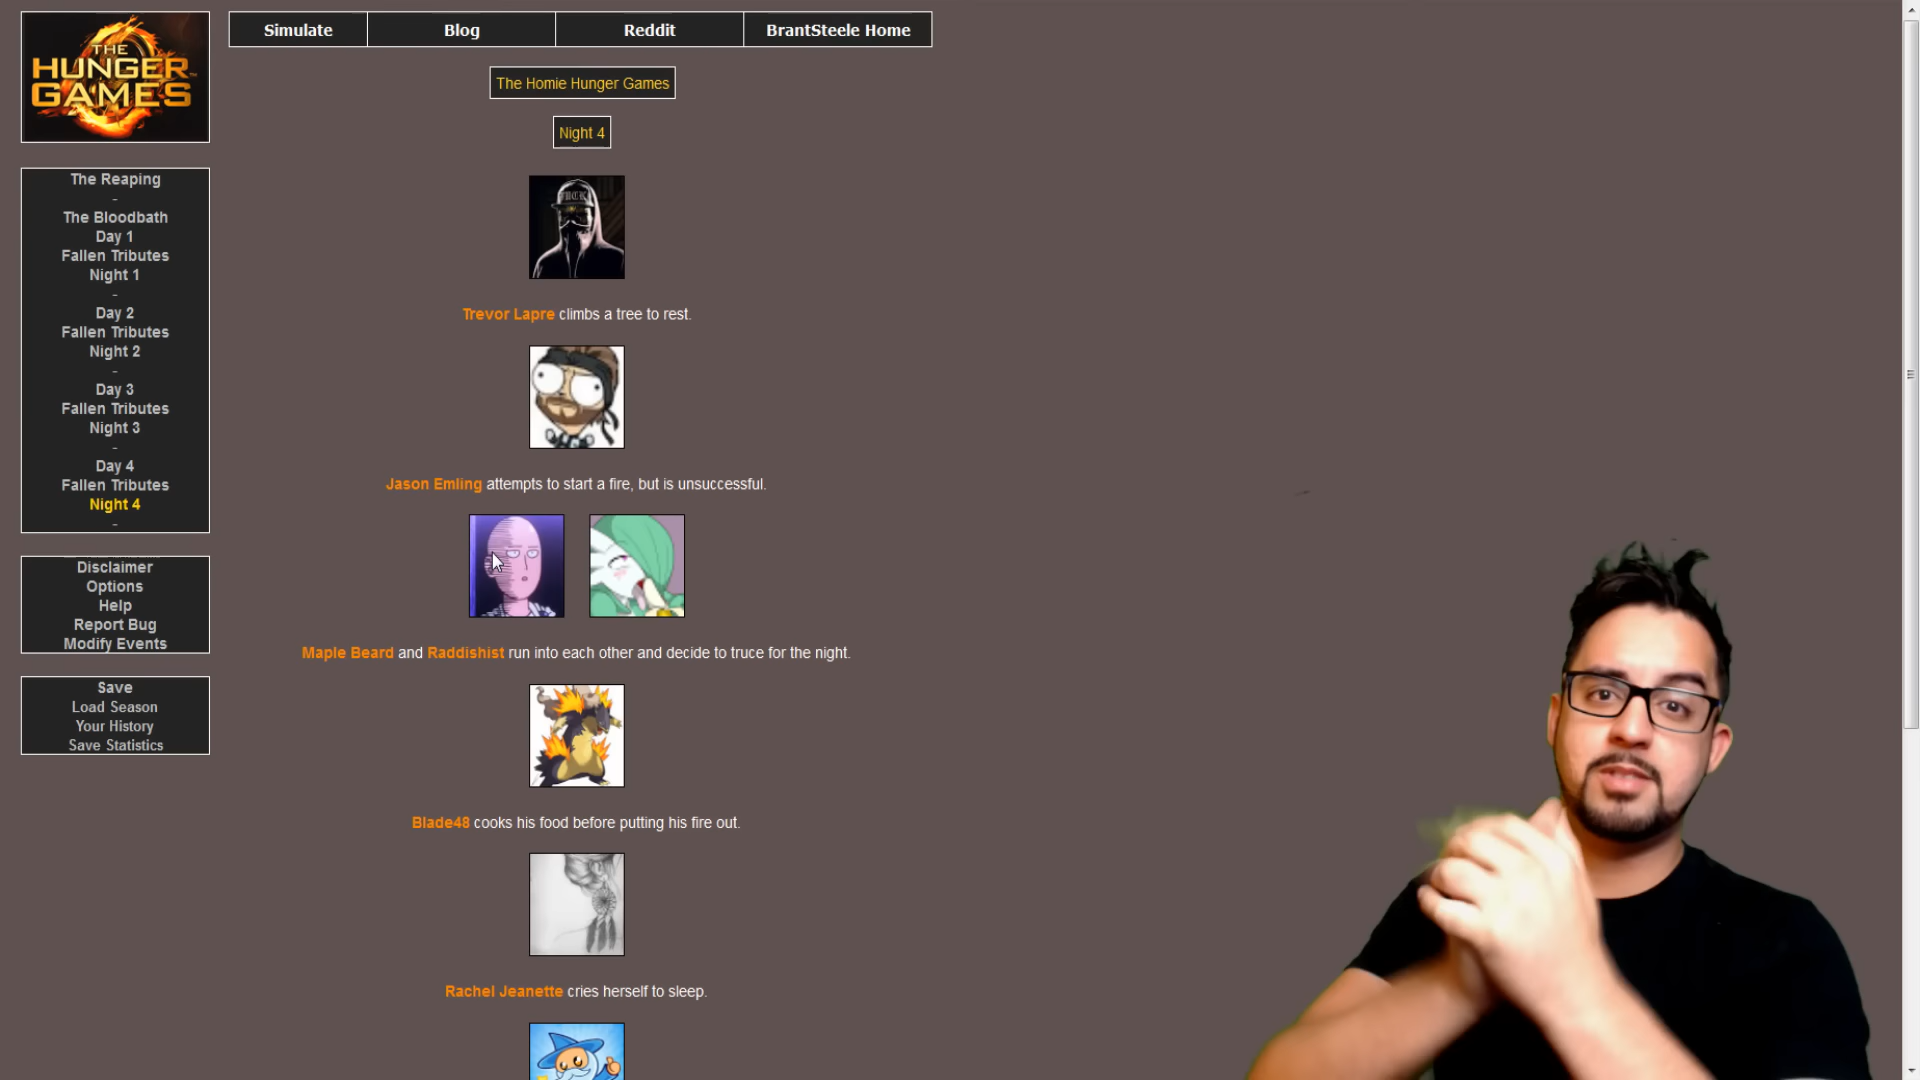 THE
HUNGER
GAMES
Simulate
Blog
Reddit
BrantSteele Home
The Homie Hunger Games
Night 4
The Reaping
-
The Bloodbath
Day 1
Fallen Tributes
Night 1
-
Day 2
Fallen Tributes
Night 2
-
Day 3
Fallen Tributes
Night 3
-
Day 4
Fallen Tributes
Night 4
-
Disclaimer
Options
Help
Report Bug
Modify Events
Save
Load Season
Your History
Save Statistics
Trevor Lapre climbs a tree to rest.
Jason Emling attempts to start a fire, but is unsuccessful.
Maple Beard and Raddishist run into each other and decide to truce for the night.
Blade48 cooks his food before putting his fire out.
Rachel Jeanette cries herself to sleep.